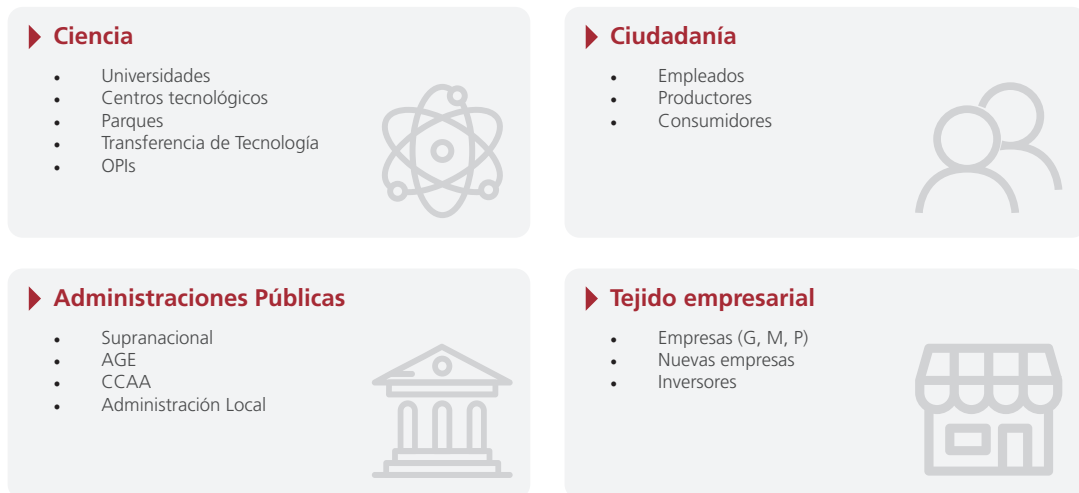 Ciencia
• Universidades
• Centros tecnológicos
• Parques
• Transferencia de Tecnología
• OPIs
Ciudadanía
• Empleados
• Productores
• Consumidores
Administraciones Públicas
• Supranacional
• AGE
• CCAA
• Administración Local
Tejido empresarial
• Empresas (G, M, P)
• Nuevas empresas
• Inversores